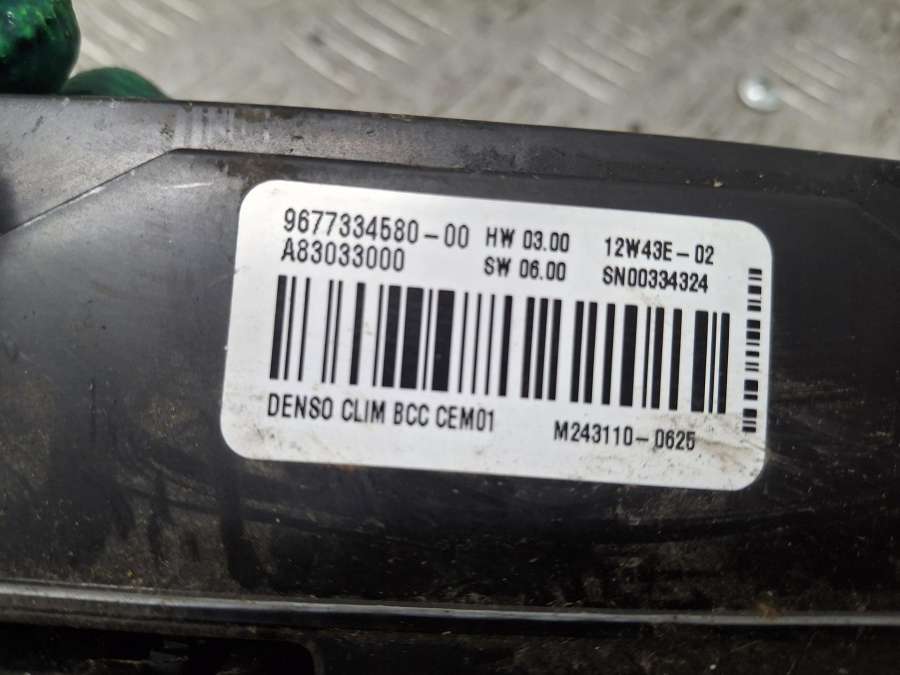 9677334580-00 HW 03.00 12W43E-02
A83033000 SW 06.00 SN00334324
DENSO CLIM BCC CEM01 M243110-0625